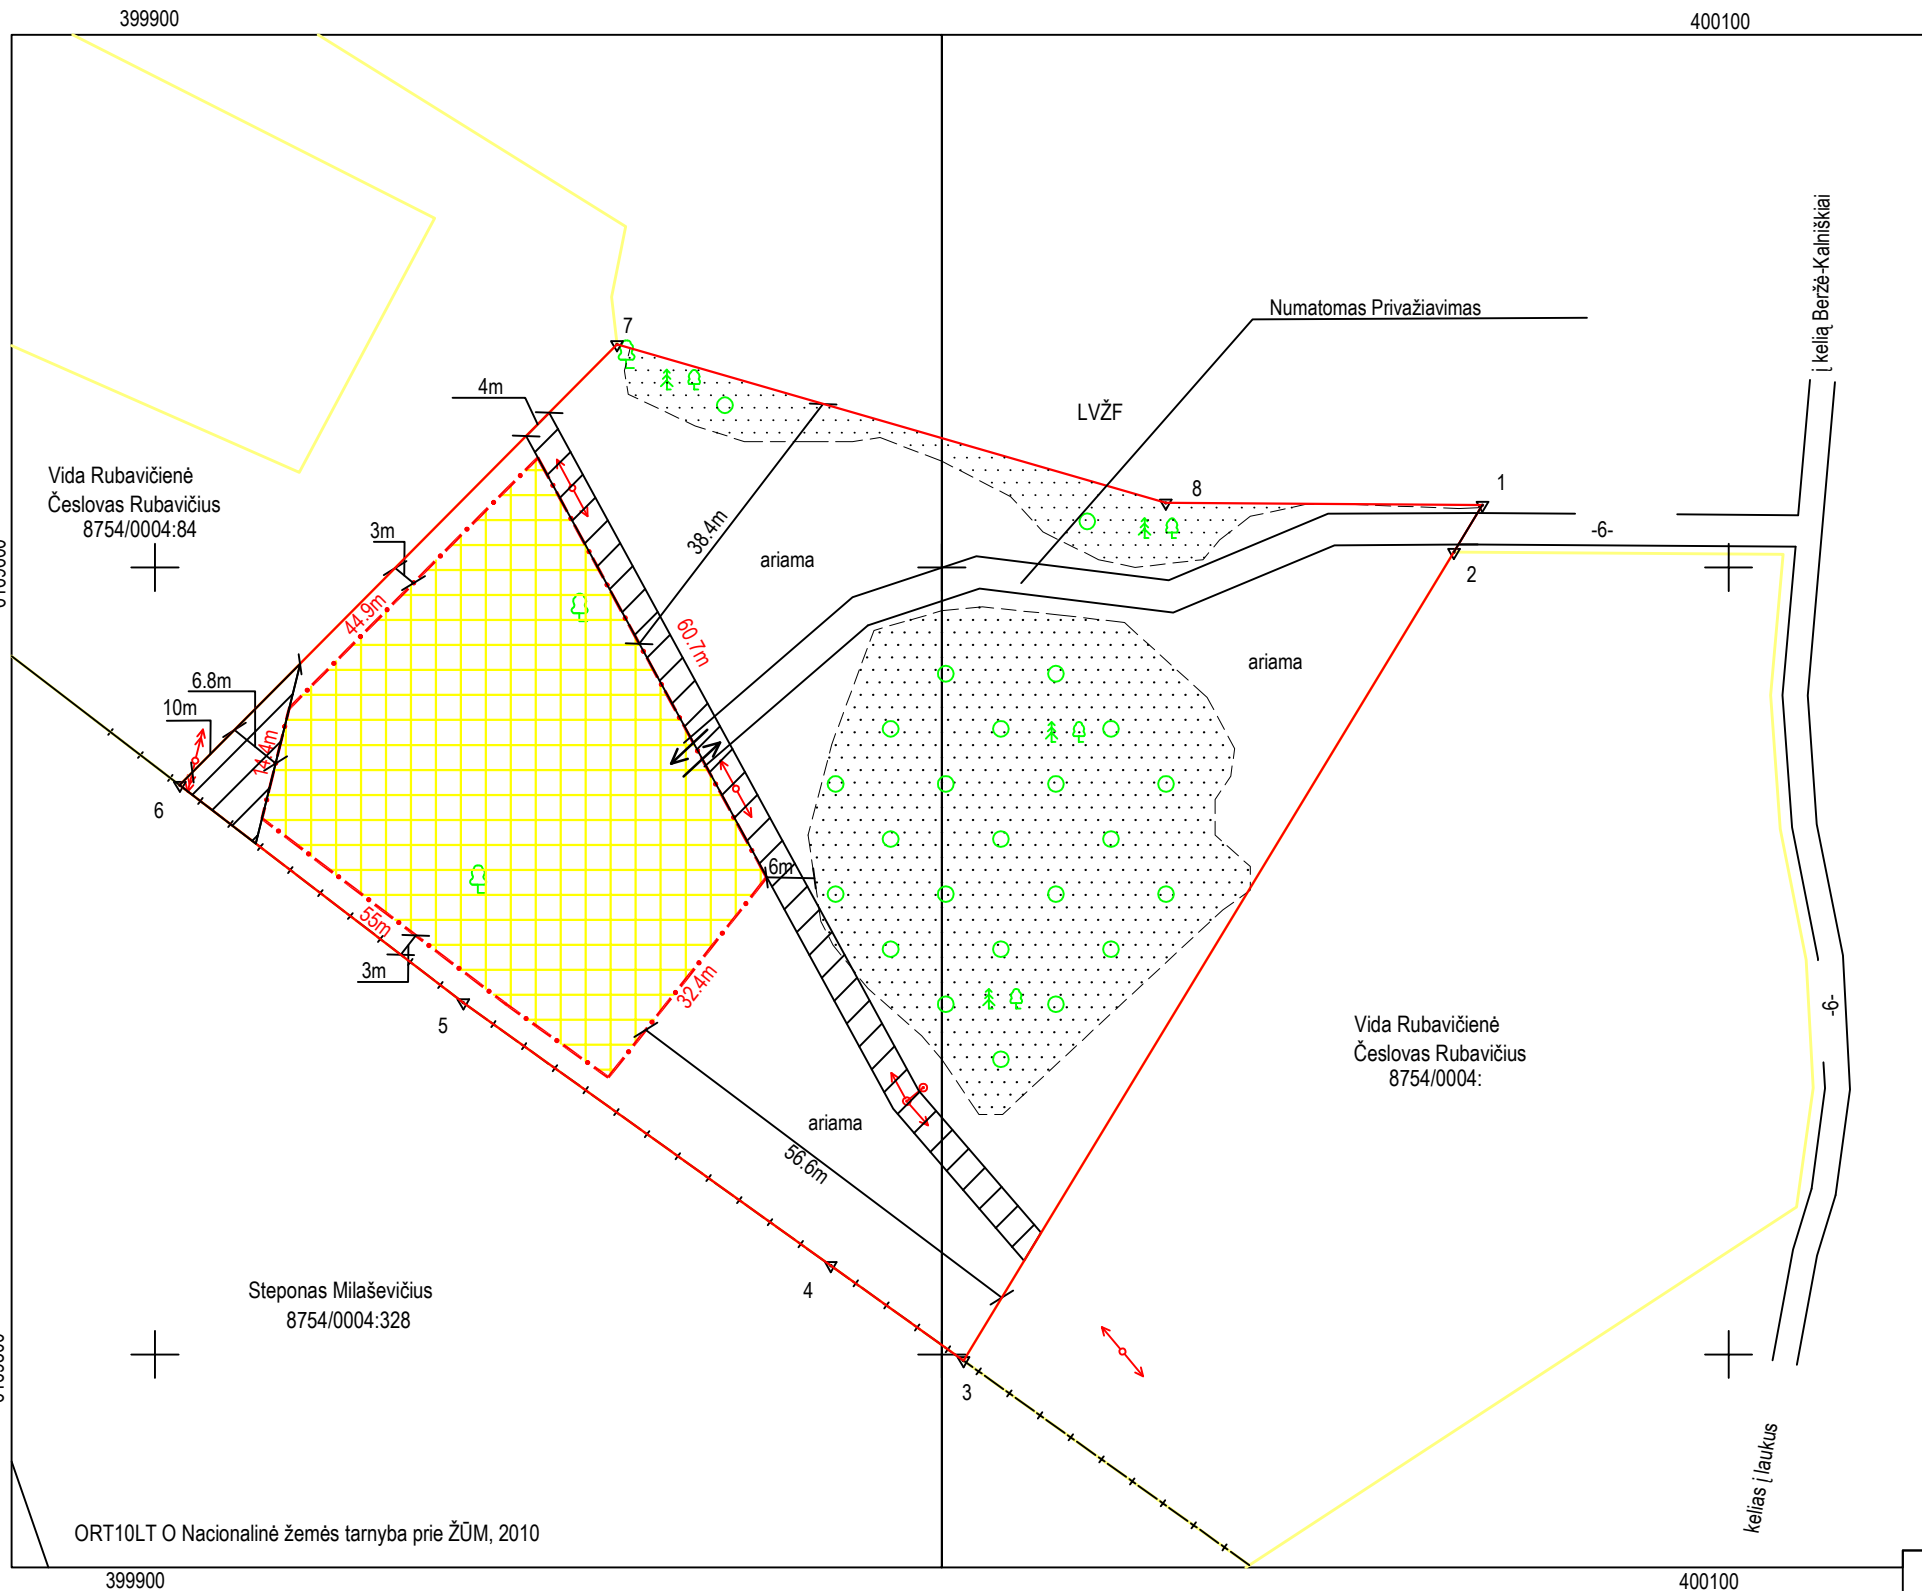 399900
400100
į kelią Beržė-Kalniškiai
Numatomas Privažiavimas
7
4m
LVŽF
Vida Rubavičienė
Česlovas Rubavičius
8754/0004:84
8
1
-6-
3m
38.4m
ariama
2
44.9m
60.7m
ariama
6.8m
10m
14.4m
6
6m
55m
3m
32.4m
5
-6-
Vida Rubavičienė
Česlovas Rubavičius
8754/0004:
ariama
56.6m
4
Steponas Milaševičius
8754/0004:328
3
kelias į laukus
ORT10LT O Nacionalinė žemės tarnyba prie ŽŪM, 2010
399900
400100